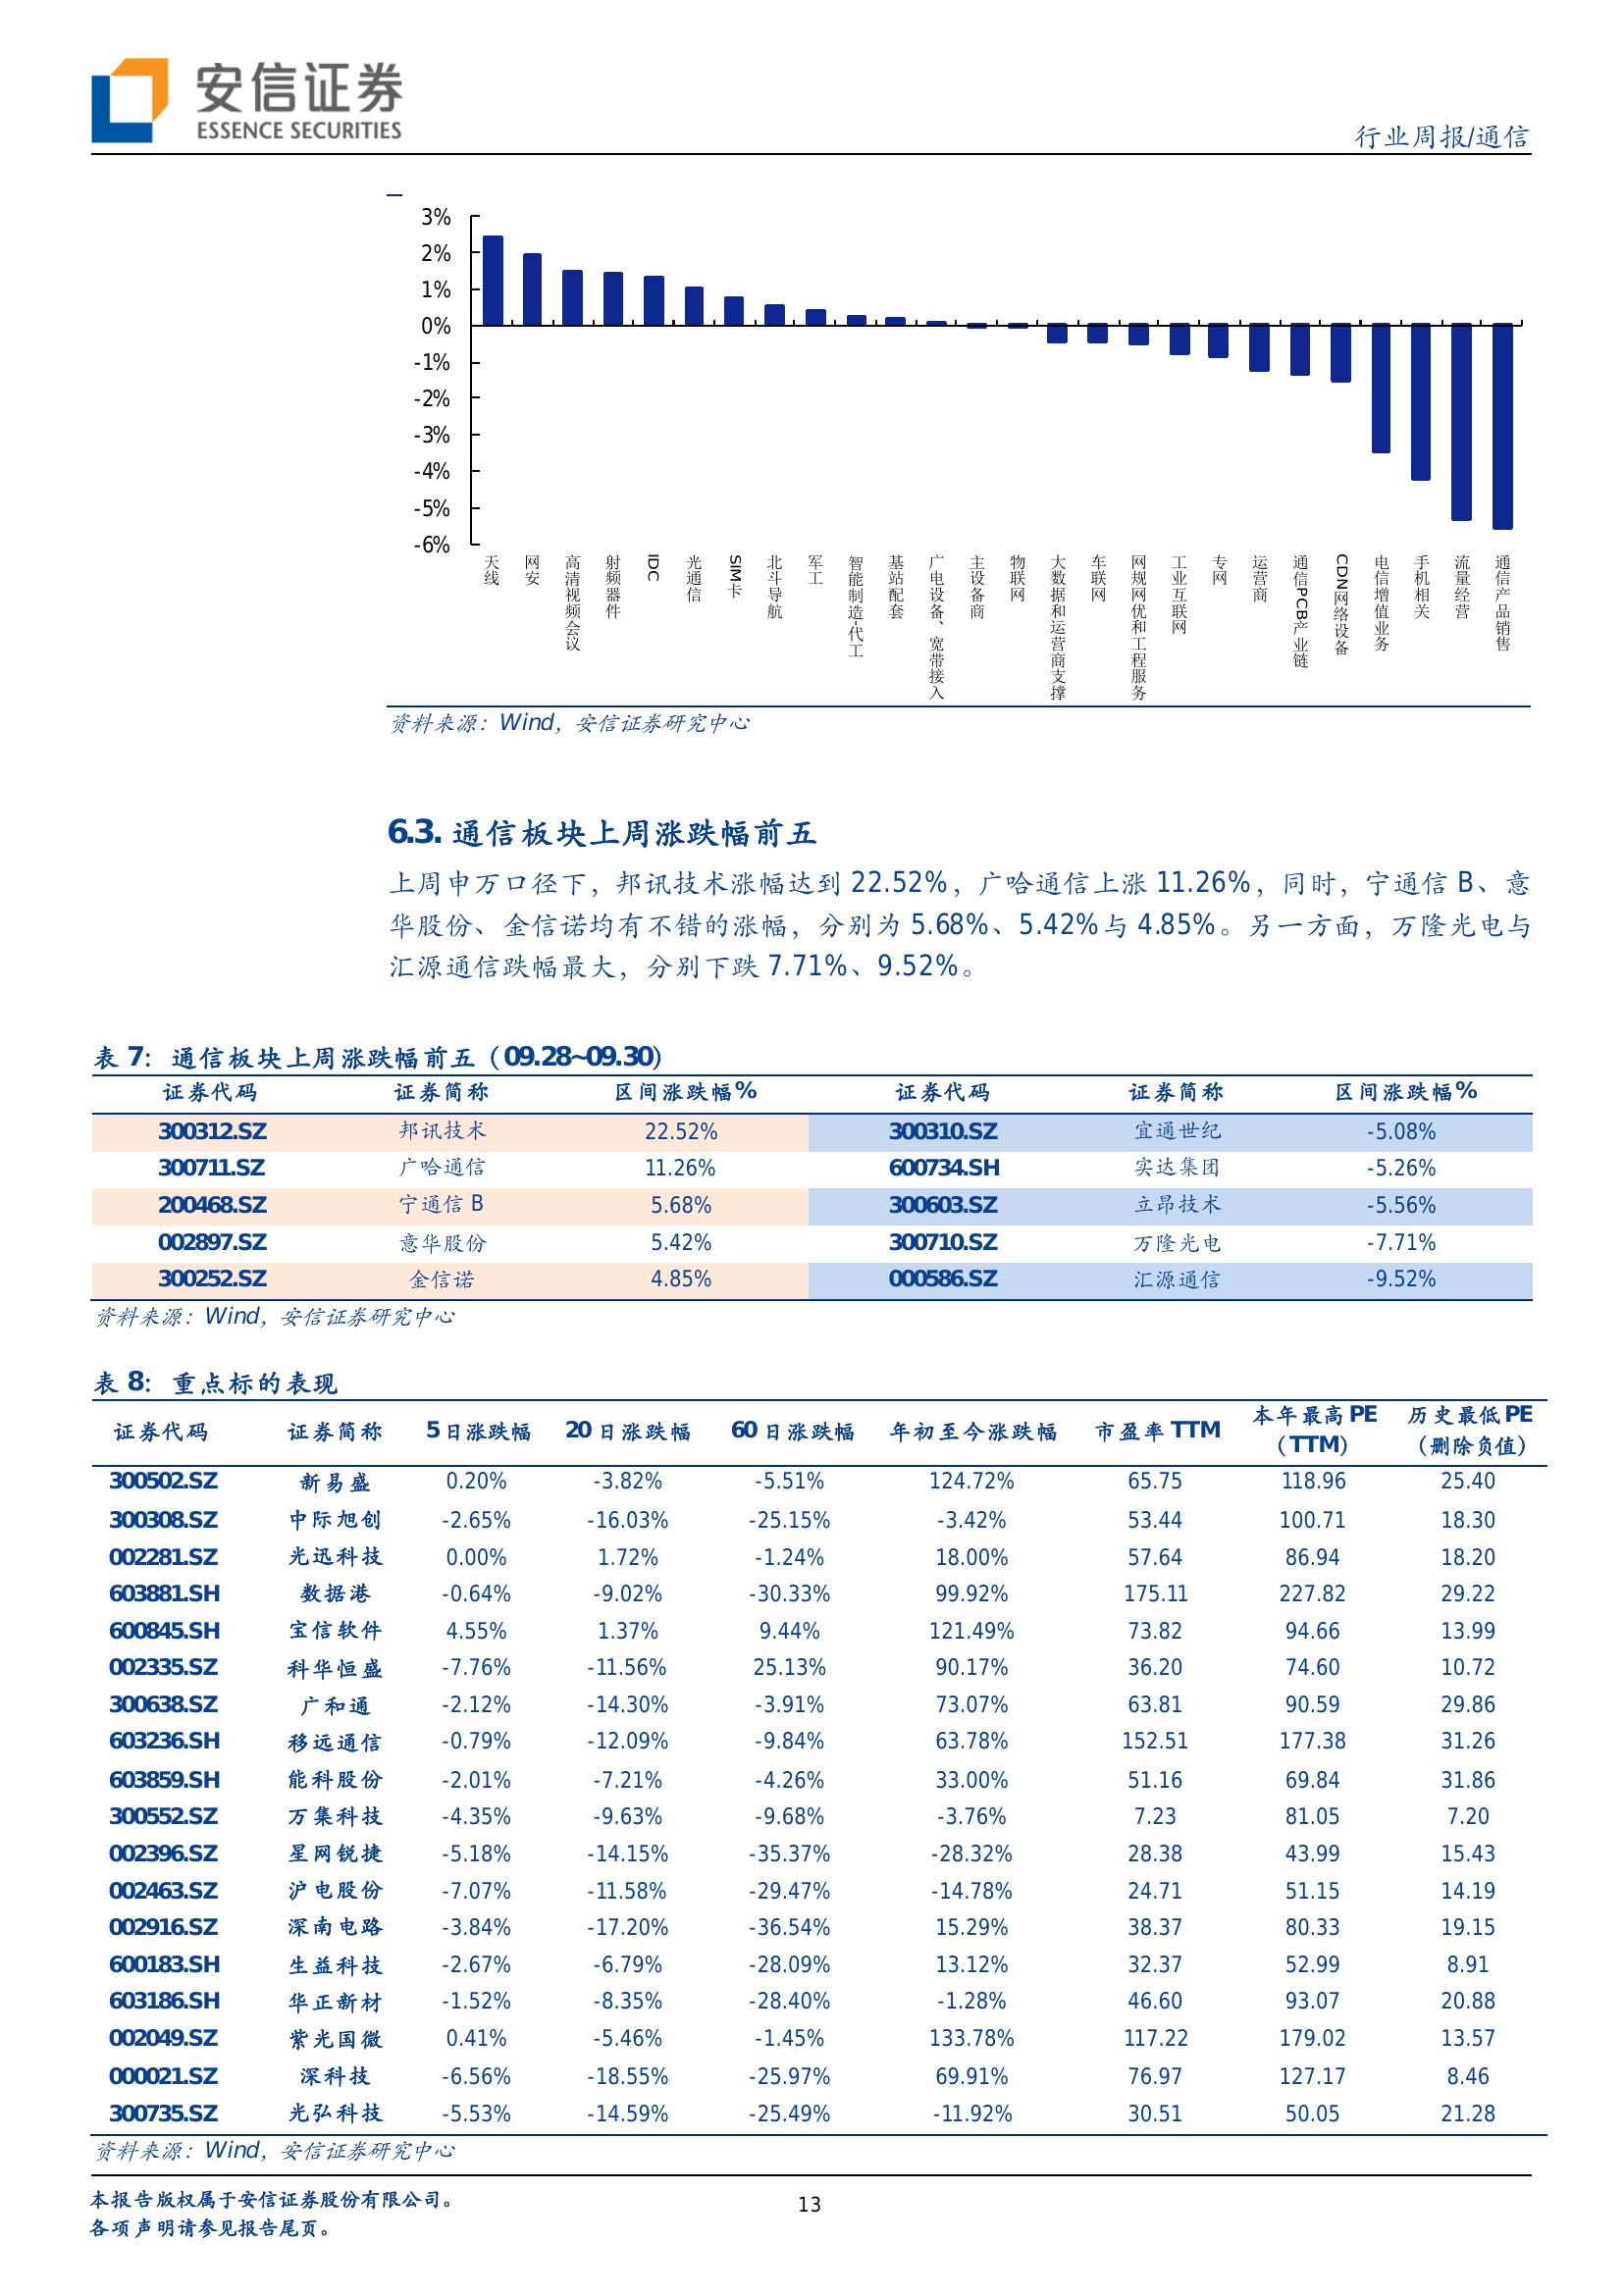 安信证券
ESSENCE SECURITIES
行业周报/通信
3%
2%
1%
0%
-1%
-2%
-3%
-4%
-5%
-6%
天线
网安
高清视频会议
射频器件
IDC
光通信
SIM卡
北斗导航
军工
智能制造-代工
基站配套
广电设备、宽带接入
主设备商
物联网
大数据和运营商支撑
车联网
网规网优和工程服务
工业互联网
专网
运营商
通信PCB产业链
CDN网络设备
电信增值业务
手机相关
流量经营
通信产品销售
资料来源：Wind，安信证券研究中心
6.3. 通信板块上周涨跌幅前五
上周申万口径下，邦讯技术涨幅达到 22.52%，广哈通信上涨 11.26%，同时，宁通信 B、意
华股份、金信诺均有不错的涨幅，分别为 5.68%、5.42%与 4.85%。另一方面，万隆光电与
汇源通信跌幅最大，分别下跌 7.71%、9.52%。
表 7：通信板块上周涨跌幅前五（09.28~09.30）
证券代码 证券简称 区间涨跌幅% 证券代码 证券简称 区间涨跌幅%
300312.SZ 邦讯技术 22.52% 300310.SZ 宜通世纪 -5.08%
300711.SZ 广哈通信 11.26% 600734.SH 实达集团 -5.26%
200468.SZ 宁通信 B 5.68% 300603.SZ 立昂技术 -5.56%
002897.SZ 意华股份 5.42% 300710.SZ 万隆光电 -7.71%
300252.SZ 金信诺 4.85% 000586.SZ 汇源通信 -9.52%
资料来源：Wind，安信证券研究中心
表 8：重点标的表现
证券代码 证券简称 5 日涨跌幅 20 日涨跌幅 60 日涨跌幅 年初至今涨跌幅 市盈率 TTM 本年最高 PE（TTM） 历史最低 PE（删除负值）
300502.SZ 新易盛 0.20% -3.82% -5.51% 124.72% 65.75 118.96 25.40
300308.SZ 中际旭创 -2.65% -16.03% -25.15% -3.42% 53.44 100.71 18.30
002281.SZ 光迅科技 0.00% 1.72% -1.24% 18.00% 57.64 86.94 18.20
603881.SH 数据港 -0.64% -9.02% -30.33% 99.92% 175.11 227.82 29.22
600845.SH 宝信软件 4.55% 1.37% 9.44% 121.49% 73.82 94.66 13.99
002335.SZ 科华恒盛 -7.76% -11.56% 25.13% 90.17% 36.20 74.60 10.72
300638.SZ 广和通 -2.12% -14.30% -3.91% 73.07% 63.81 90.59 29.86
603236.SH 移远通信 -0.79% -12.09% -9.84% 63.78% 152.51 177.38 31.26
603859.SH 能科股份 -2.01% -7.21% -4.26% 33.00% 51.16 69.84 31.86
300552.SZ 万集科技 -4.35% -9.63% -9.68% -3.76% 7.23 81.05 7.20
002396.SZ 星网锐捷 -5.18% -14.15% -35.37% -28.32% 28.38 43.99 15.43
002463.SZ 沪电股份 -7.07% -11.58% -29.47% -14.78% 24.71 51.15 14.19
002916.SZ 深南电路 -3.84% -17.20% -36.54% 15.29% 38.37 80.33 19.15
600183.SH 生益科技 -2.67% -6.79% -28.09% 13.12% 32.37 52.99 8.91
603186.SH 华正新材 -1.52% -8.35% -28.40% -1.28% 46.60 93.07 20.88
002049.SZ 紫光国微 0.41% -5.46% -1.45% 133.78% 117.22 179.02 13.57
000021.SZ 深科技 -6.56% -18.55% -25.97% 69.91% 76.97 127.17 8.46
300735.SZ 光弘科技 -5.53% -14.59% -25.49% -11.92% 30.51 50.05 21.28
资料来源：Wind，安信证券研究中心
本报告版权属于安信证券股份有限公司。
各项声明请参见报告尾页。
13